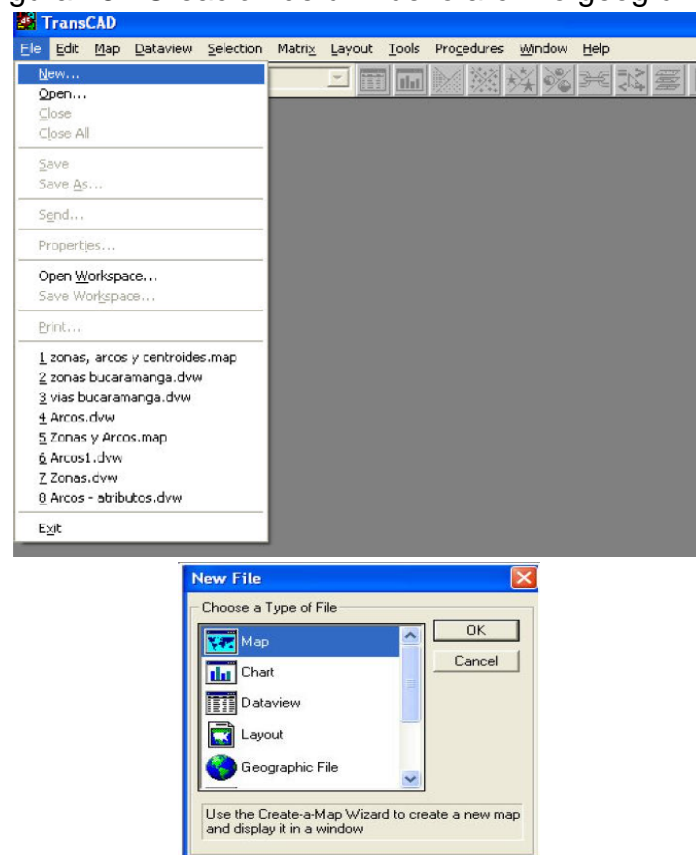 TransCAD
File Edit Map Dataview Selection Matrix Layout Tools Procedures Window Help
New...
Open...
Close
Close All
Save
Save As...
Send...
Properties...
Open Workspace...
Save Workspace...
Print...
1 zonas, arcos y centroides.map
2 zonas bucaramanga.dvw
3 vias bucaramanga.dvw
4 Arcos.dvw
5 Zonas y Arcos.map
6 Arcos1.dvw
7 Zonas.dvw
8 Arcos - atributos.dvw
Exit
New File
Choose a Type of File
Map
Chart
Dataview
Layout
Geographic File
OK
Cancel
Use the Create-a-Map Wizard to create a new map
and display it in a window